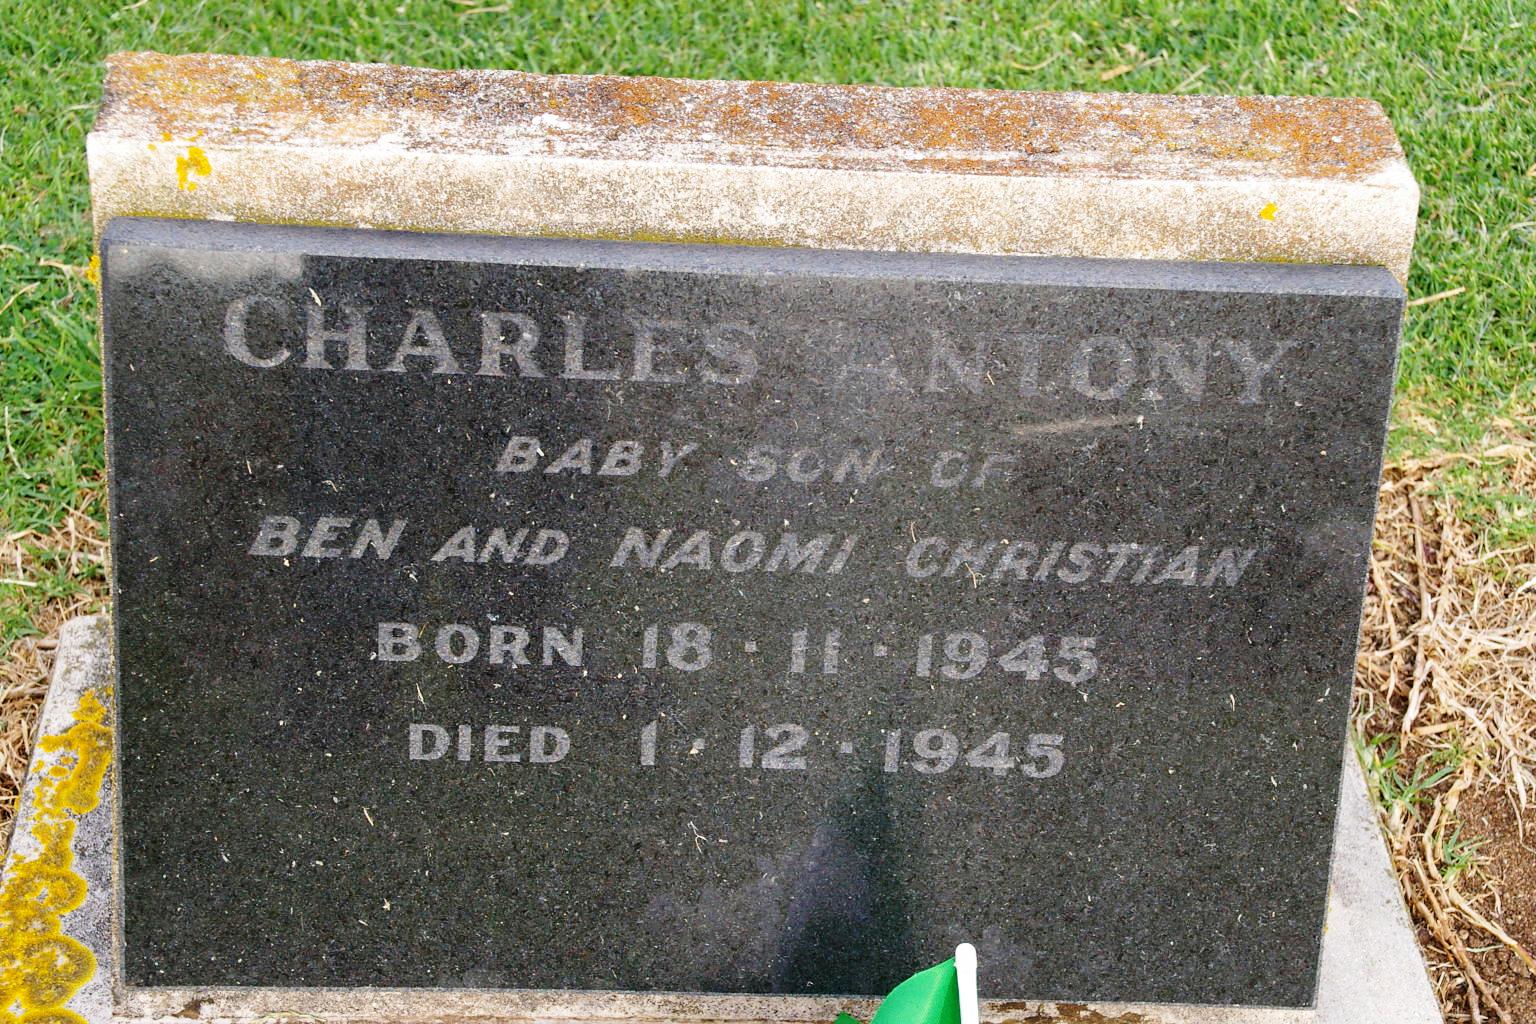 CHARLES ANTONY
BABY SON OF
BEN AND NAOMI CHRISTIAN
BORN 18 · 11 · 1945
DIED 1 · 12 · 1945